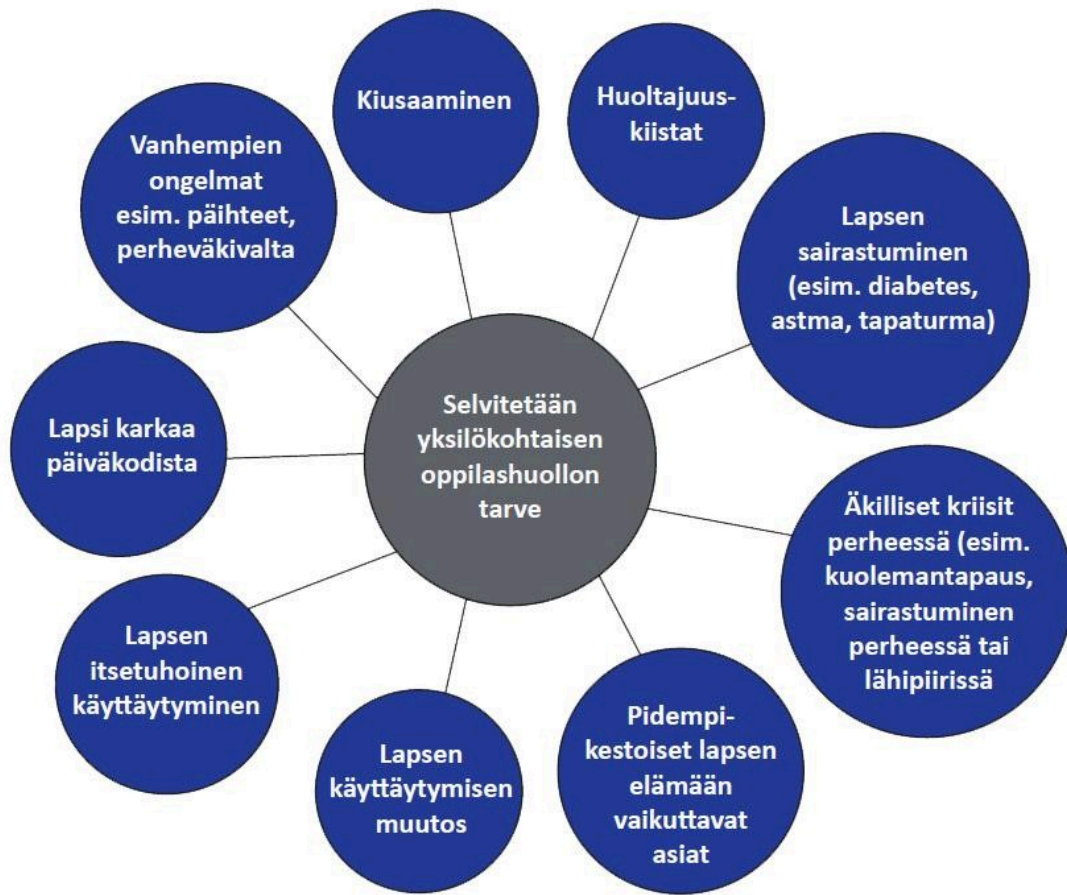 Kiusaaminen
Huoltajuus-
kiistat
Lapsen
sairastuminen
(esim. diabetes,
astma, tapaturma)
Äkilliset kriisit
perheessä (esim.
kuolemantapaus,
sairastuminen
perheessä tai
lähipiirissä
Pidempi-
kestoiset lapsen
elämään
vaikuttavat
asiat
Lapsen
käyttäytymisen
muutos
Lapsen
itsetuhoinen
käyttäytyminen
Lapsi karkaa
päiväkodista
Vanhempien
ongelmat
esim. päihteet,
perheväkivalta
Selvitetään
yksilökohtaisen
oppilashuollon
tarve